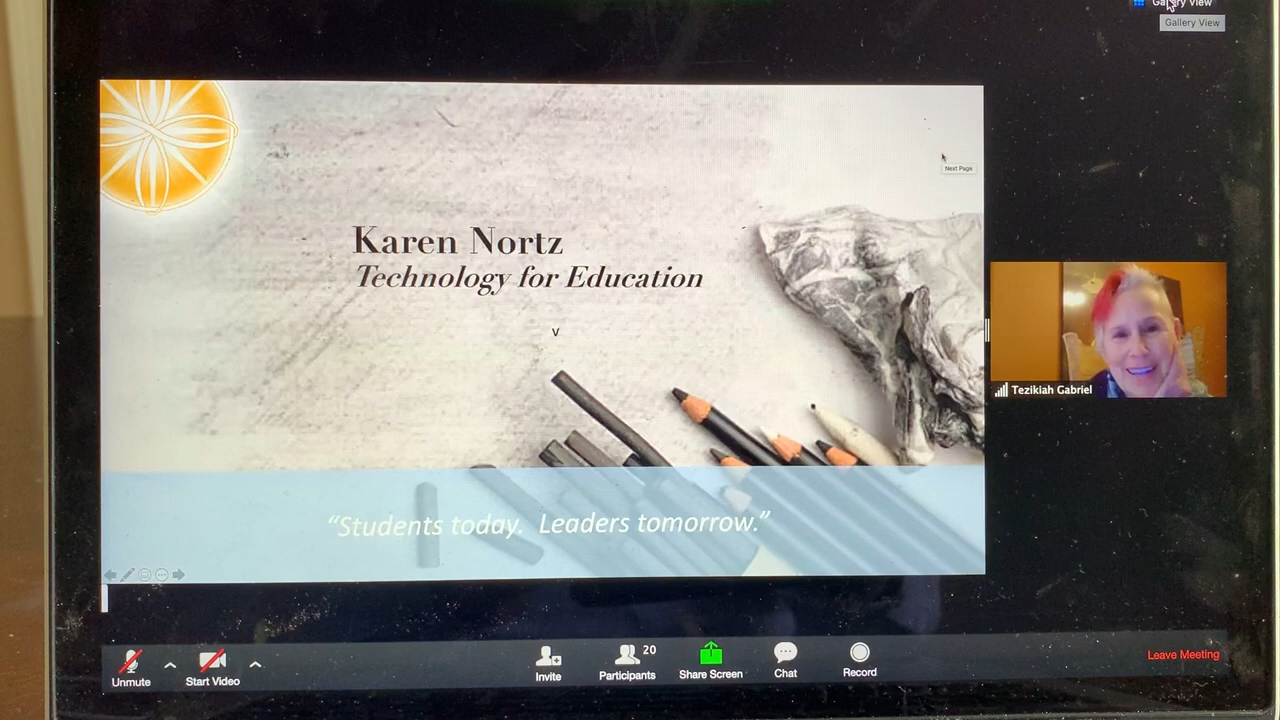 Gallery View
Gallery View
Next Page
Karen Nortz
Technology for Education
v
Tezikiah Gabriel
“Students today. Leaders tomorrow.”
20
Unmute
Start Video
Invite
Participants
Share Screen
Chat
Record
Leave Meeting